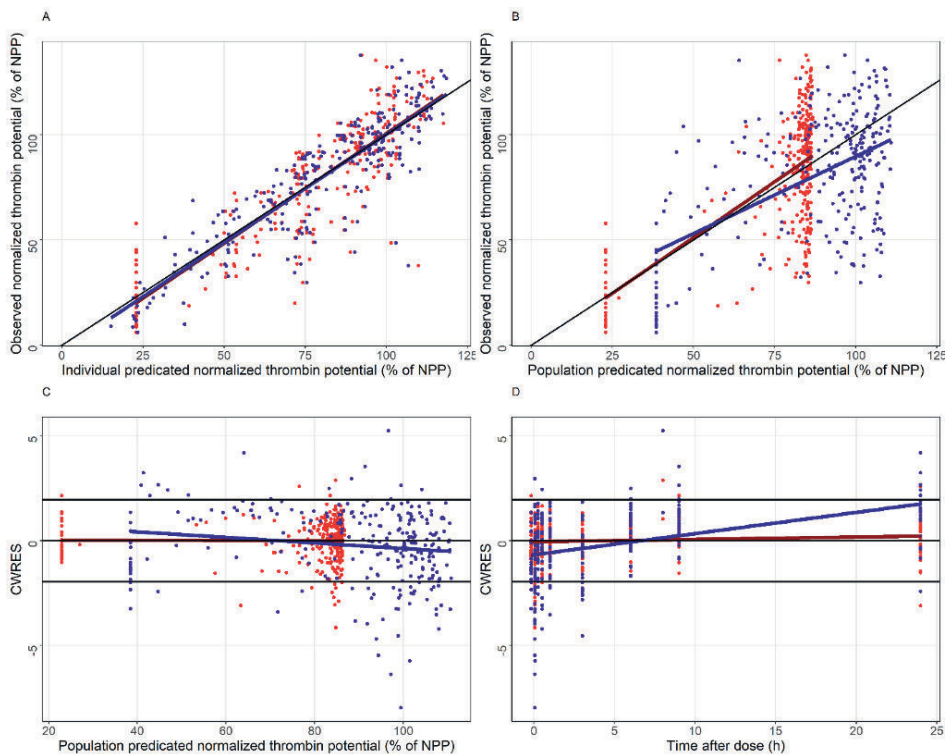 A
Observed normalized thrombin potential (% of NPP)
0 50 100
0 25 50 75 100 125
Individual predicated normalized thrombin potential (% of NPP)
B
Observed normalized thrombin potential (% of NPP)
0 50 100
0 25 50 75 100 125
Population predicated normalized thrombin potential (% of NPP)
C
CWRES
-5 0 5
20 40 60 80 100
Population predicated normalized thrombin potential (% of NPP)
D
CWRES
-5 0 5
0 5 10 15 20 25
Time after dose (h)